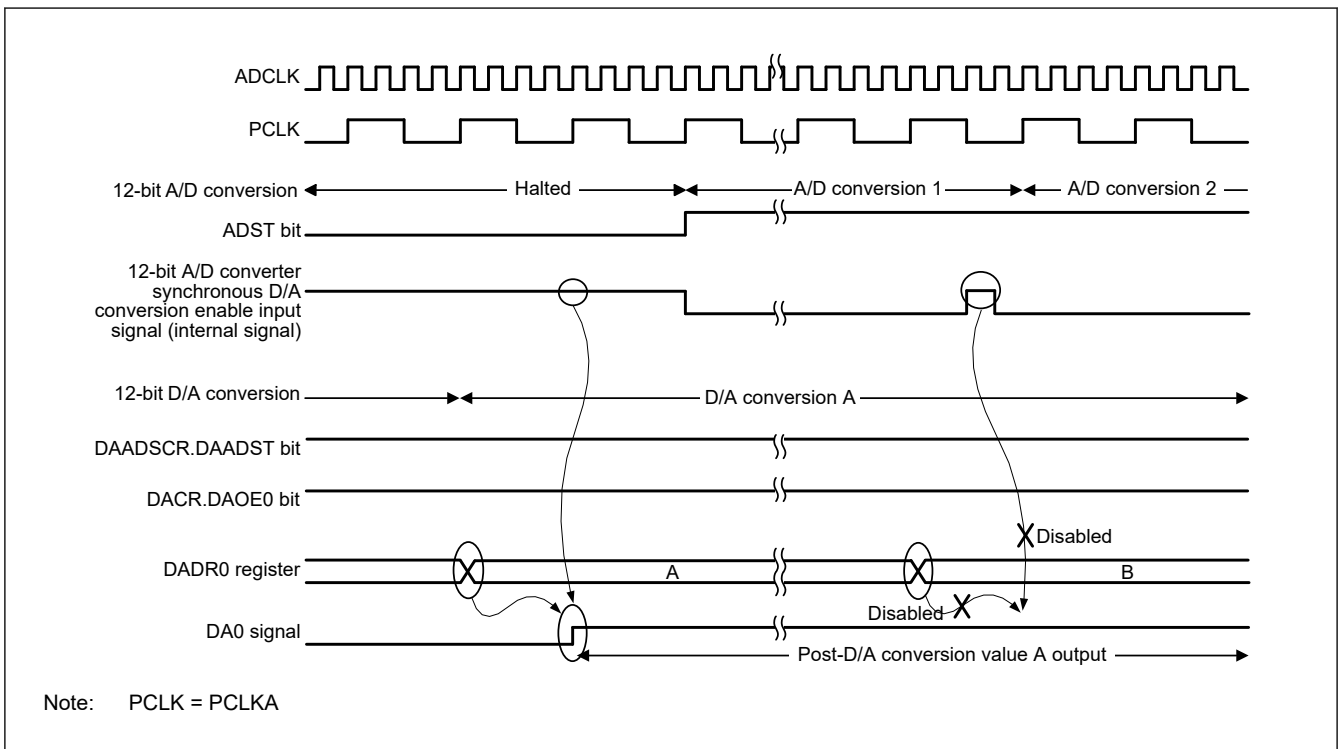 ADCLK
PCLK
12-bit A/D conversion
Halted
A/D conversion 1
A/D conversion 2
ADST bit
12-bit A/D converter
synchronous D/A
conversion enable input
signal (internal signal)
12-bit D/A conversion
D/A conversion A
DAADSCR.DAADST bit
DACR.DAOE0 bit
Disabled
DADR0 register
A
B
Disabled
DA0 signal
Post-D/A conversion value A output
Note: PCLK = PCLKA